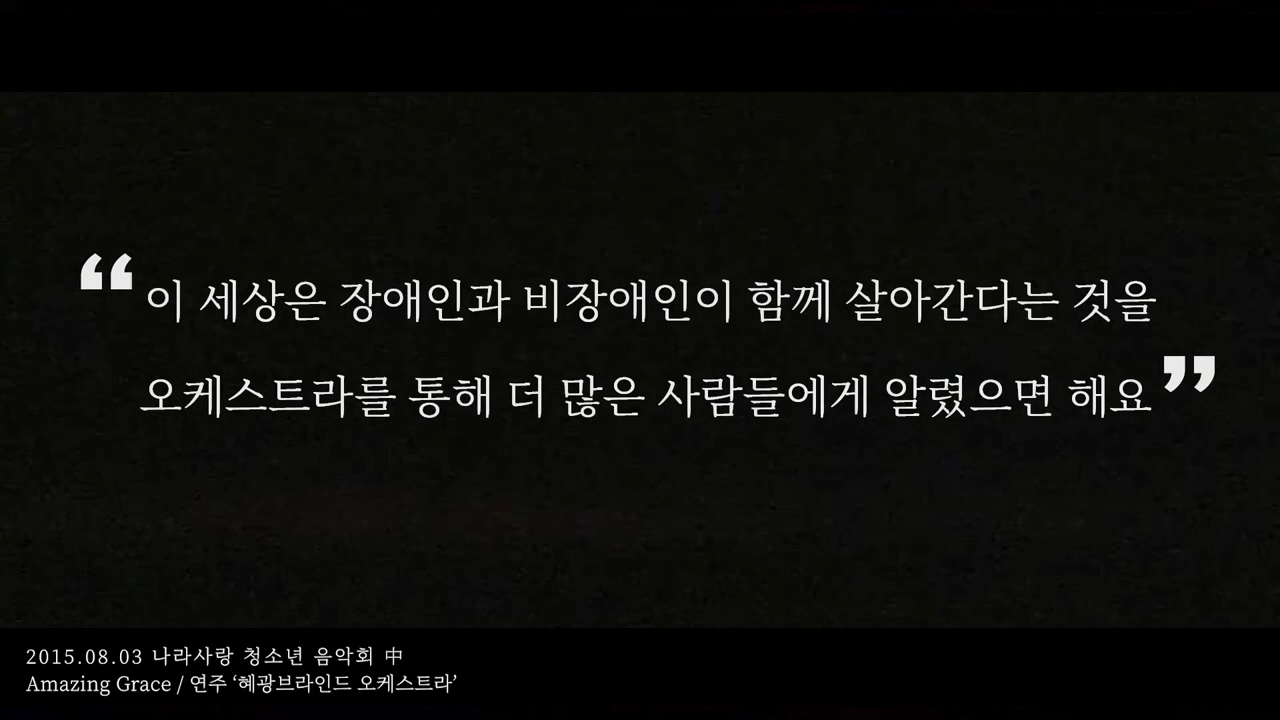 “이 세상은 장애인과 비장애인이 함께 살아간다는 것을
오케스트라를 통해 더 많은 사람들에게 알렸으면 해요”
2015.08.03 나라사랑 청소년 음악회 中
Amazing Grace / 연주 ‘혜광브라인드 오케스트라’